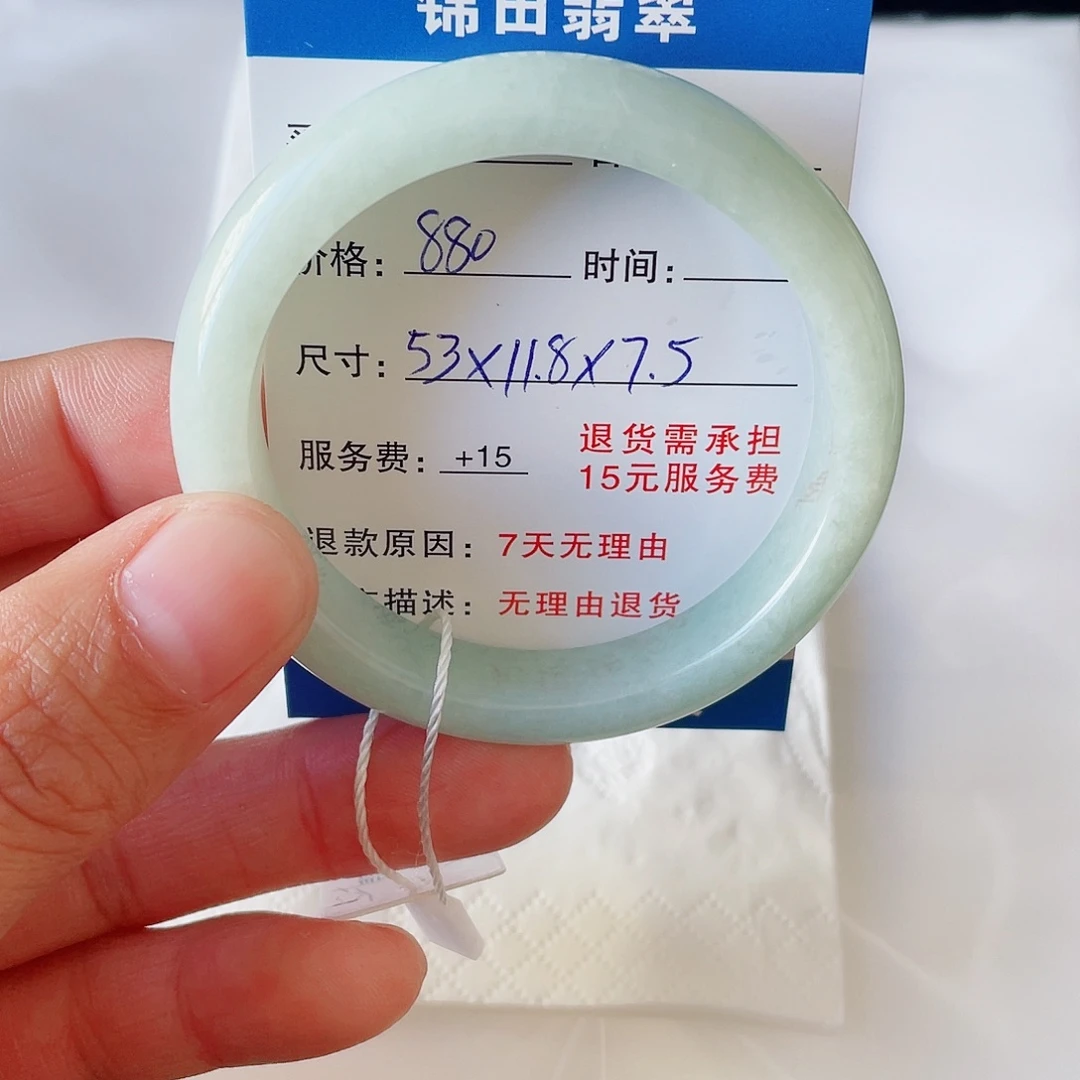 锦田翡翠
价格: 880 时间:
尺寸: 53x11.8x7.5
服务费: +15 退货需承担
15元服务费
退款原因: 7天无理由
描述: 无理由退货